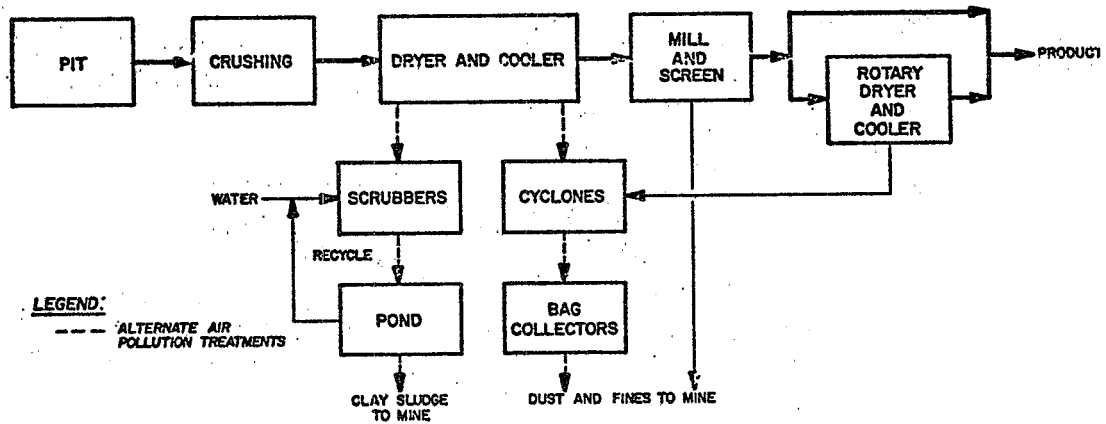 PIT
CRUSHING
DRYER AND COOLER
MILL
AND
SCREEN
ROTARY
DRYER
AND
COOLER
PRODUCT
WATER
SCRUBBERS
CYCLONES
RECYCLE
POND
BAG
COLLECTORS
LEGEND:
ALTERNATE AIR
POLLUTION TREATMENTS
CLAY SLUDGE
TO MINE
DUST AND FINES TO MINE